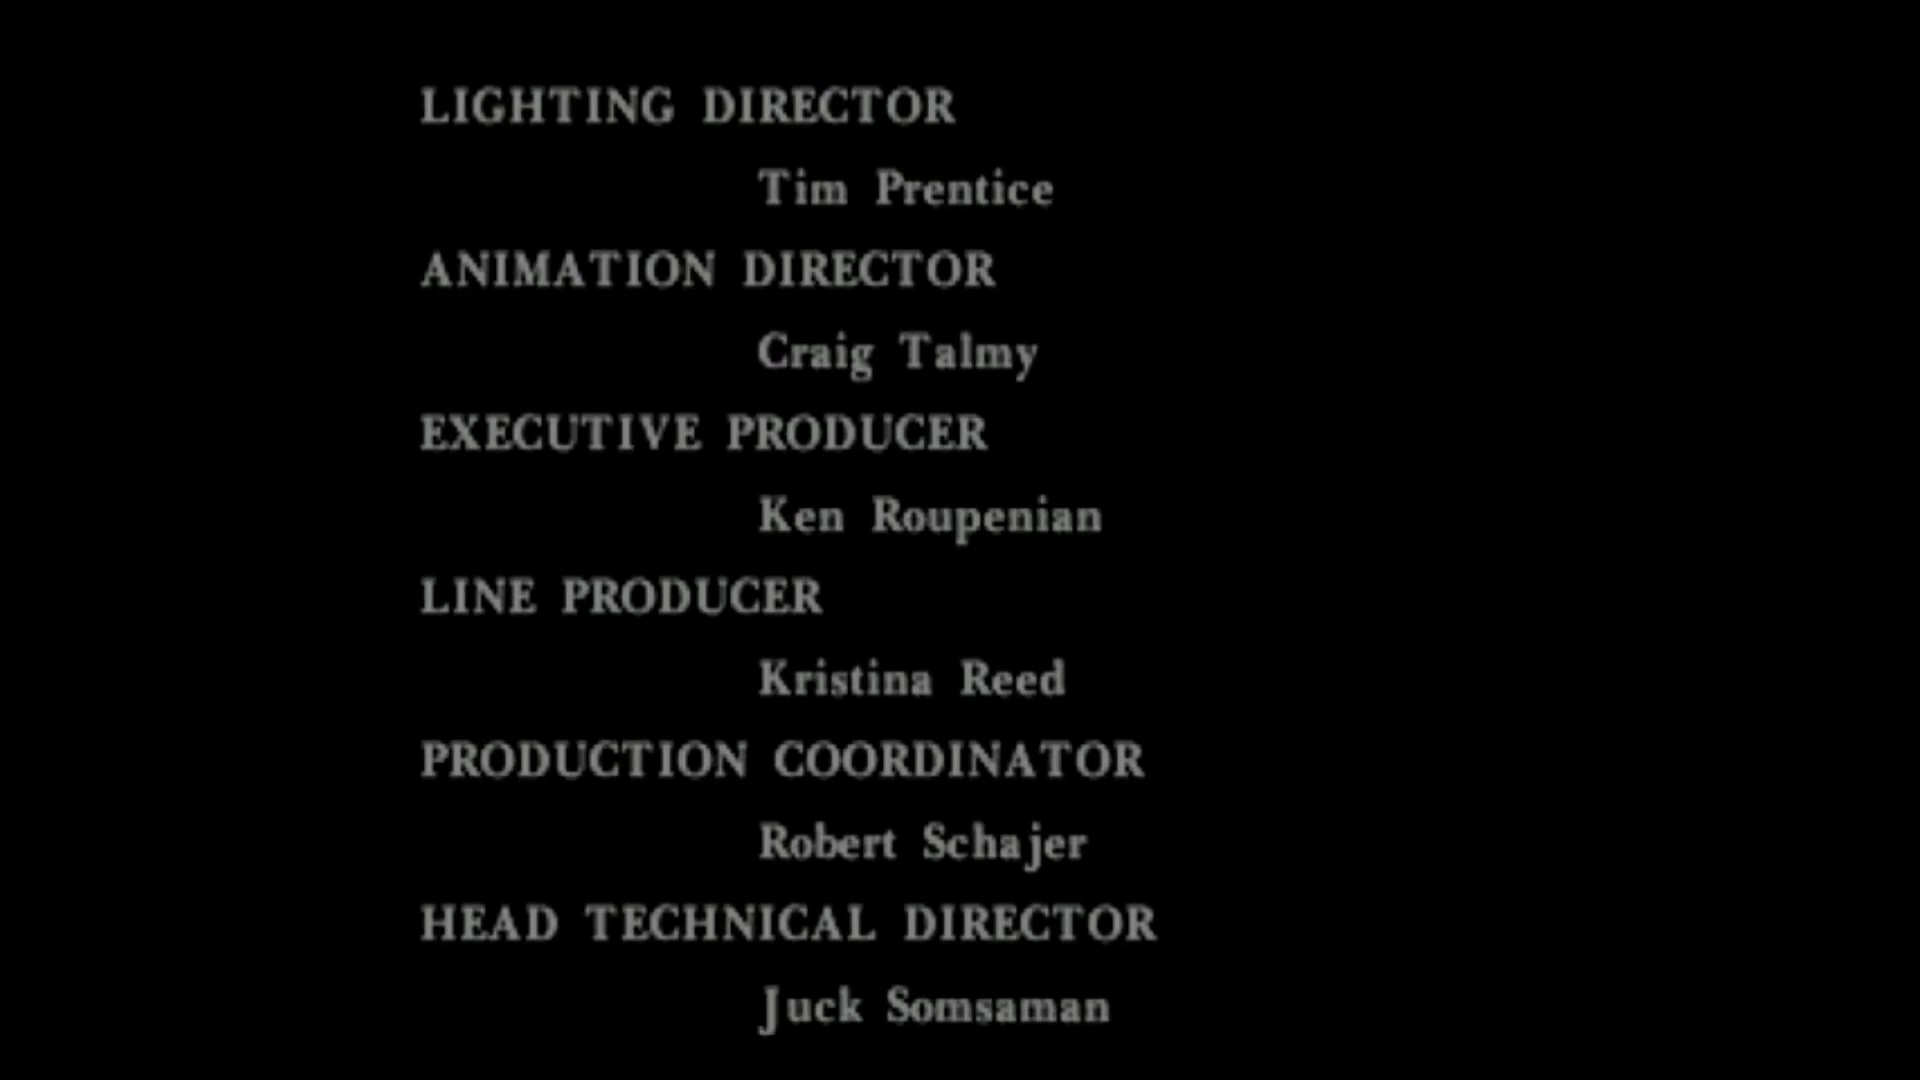 LIGHTING DIRECTOR
Tim Prentice
ANIMATION DIRECTOR
Craig Talmy
EXECUTIVE PRODUCER
Ken Roupenian
LINE PRODUCER
Kristina Reed
PRODUCTION COORDINATOR
Robert Schajer
HEAD TECHNICAL DIRECTOR
Juck Somsaman